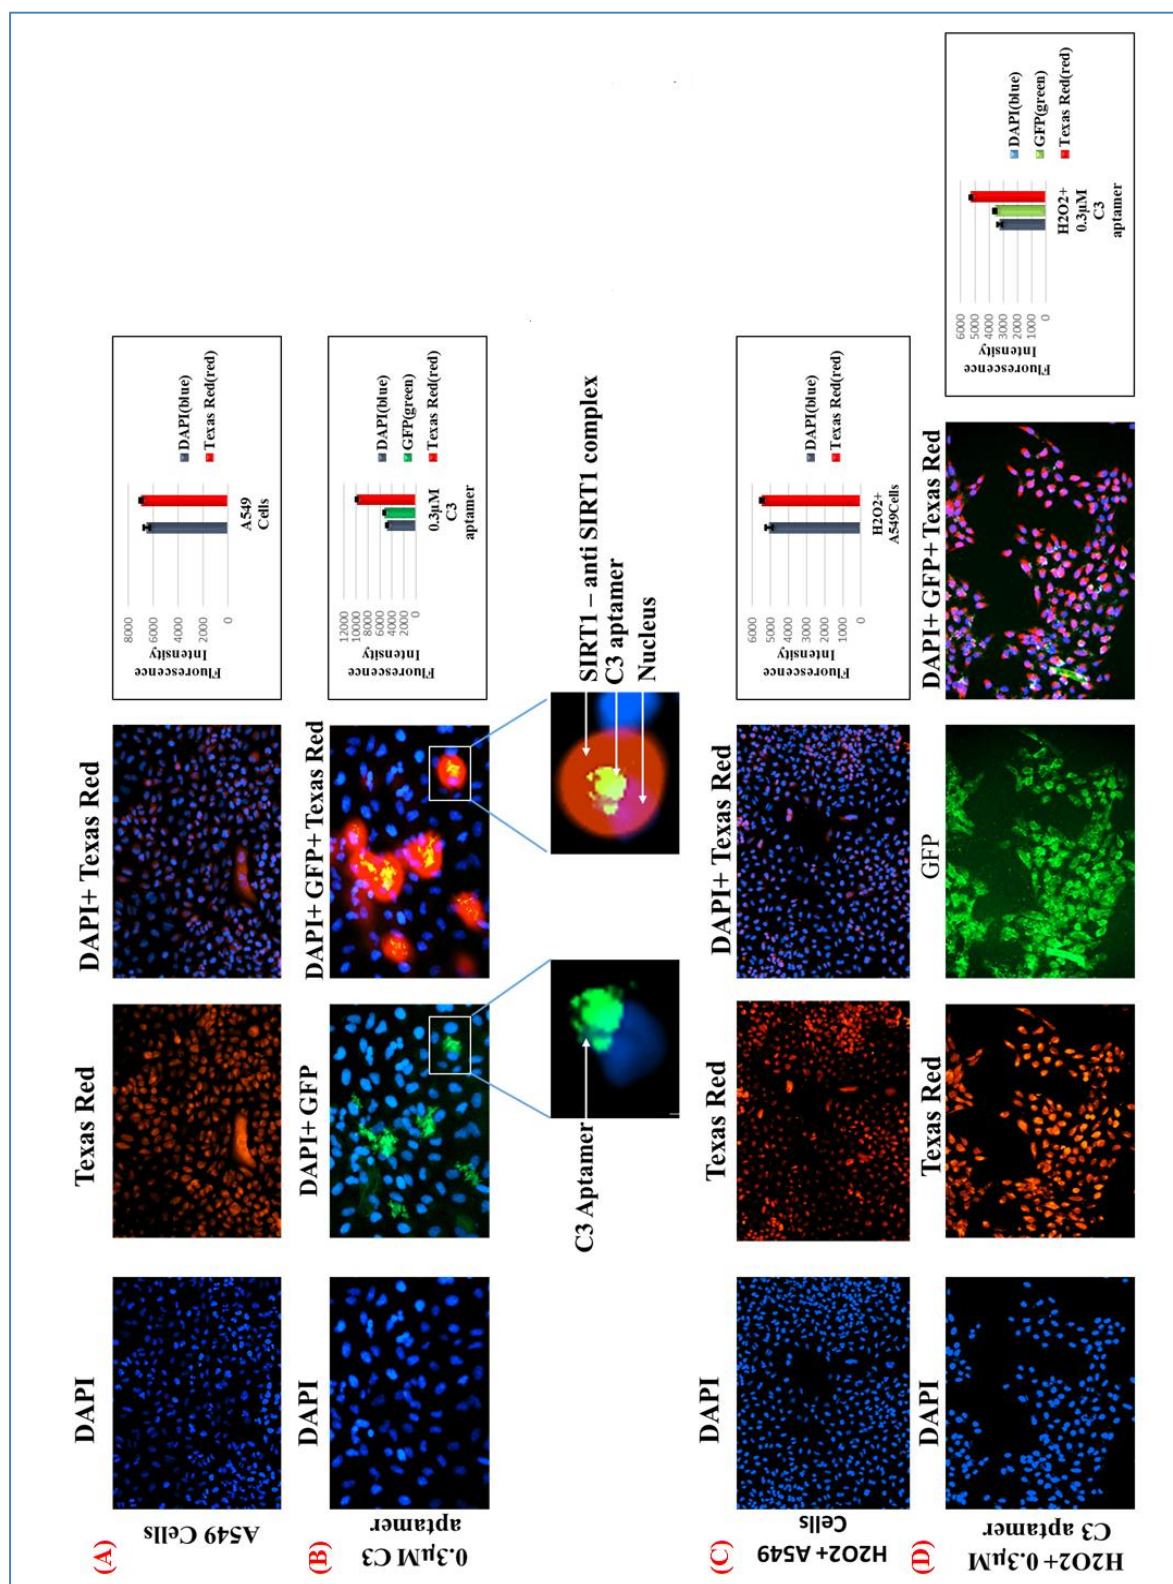 (A)
A549 Cells
DAPI
Texas Red
DAPI+ Texas Red
Fluorescence
Intensity
8000
6000
4000
2000
0
A549
Cells
DAPI(blue)
Texas Red(red)
(B)
0.3μM C3
aptamer
DAPI
DAPI+ GFP
DAPI+ GFP+ Texas Red
Fluorescence
Intensity
12000
10000
8000
6000
4000
2000
0
0.3μM
C3
aptamer
DAPI(blue)
GFP(green)
Texas Red(red)
C3 Aptamer
SIRT1 – anti SIRT1 complex
C3 aptamer
Nucleus
(C)
H2O2+ A549
Cells
DAPI
Texas Red
DAPI+ Texas Red
Fluorescence
Intensity
6000
5000
4000
3000
2000
1000
0
H2O2+
A549Cells
DAPI(blue)
Texas Red(red)
(D)
H2O2+ 0.3μM
C3 aptamer
DAPI
Texas Red
GFP
DAPI+ GFP+ Texas Red
Fluorescence
Intensity
6000
5000
4000
3000
2000
1000
0
H2O2+
0.3μM
C3
aptamer
DAPI(blue)
GFP(green)
Texas Red(red)